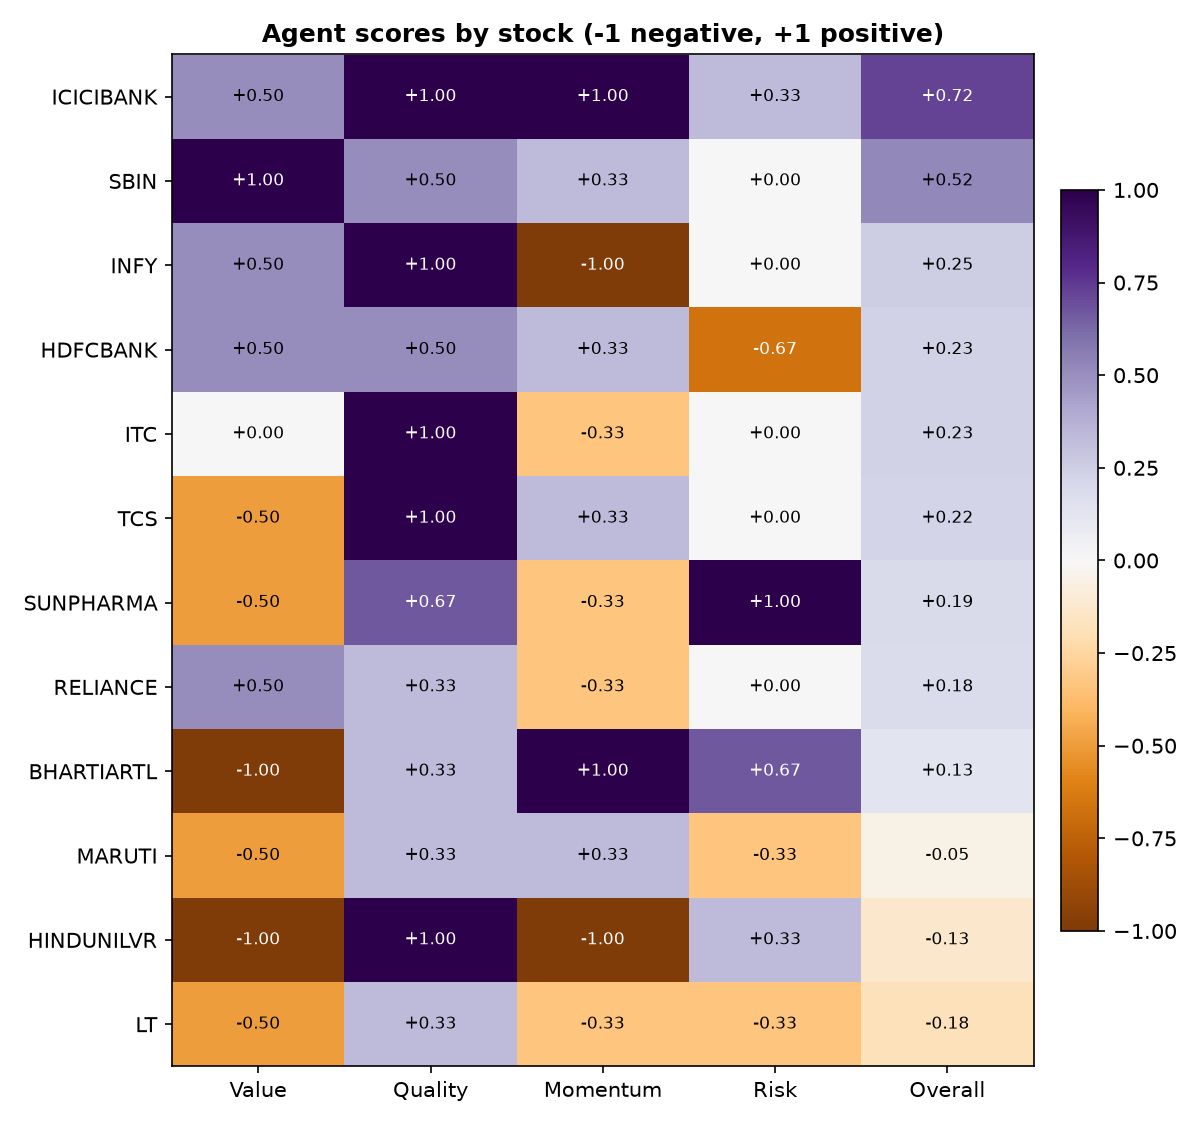 Agent scores by stock (-1 negative, +1 positive)
ICICIBANK +0.50 +1.00 +1.00 +0.33 +0.72
SBIN +1.00 +0.50 +0.33 +0.00 +0.52
INFY +0.50 +1.00 -1.00 +0.00 +0.25
HDFCBANK +0.50 +0.50 +0.33 -0.67 +0.23
ITC +0.00 +1.00 -0.33 +0.00 +0.23
TCS -0.50 +1.00 +0.33 +0.00 +0.22
SUNPHARMA -0.50 +0.67 -0.33 +1.00 +0.19
RELIANCE +0.50 +0.33 -0.33 +0.00 +0.18
BHARTIARTL -1.00 +0.33 +1.00 +0.67 +0.13
MARUTI -0.50 +0.33 +0.33 -0.33 -0.05
HINDUNILVR -1.00 +1.00 -1.00 +0.33 -0.13
LT -0.50 +0.33 -0.33 -0.33 -0.18
Value Quality Momentum Risk Overall
1.00
0.75
0.50
0.25
0.00
−0.25
−0.50
−0.75
−1.00